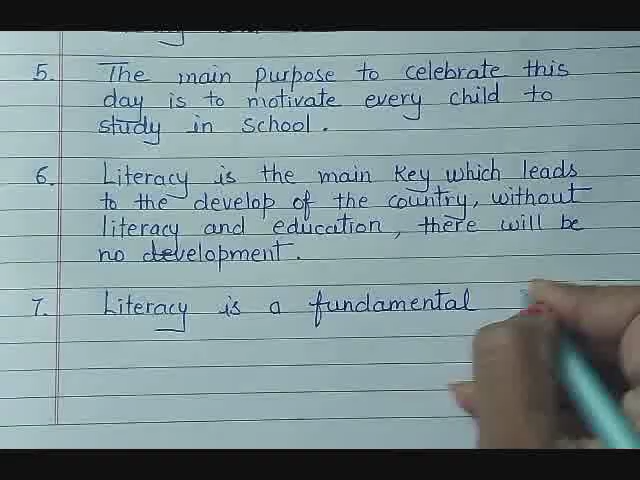 5. The main purpose to celebrate this
day is to motivate every child to
study in school.
6. Literacy is the main key which leads
to the develop of the country, without
literacy and education, there will be
no development.
7. Literacy is a fundamental